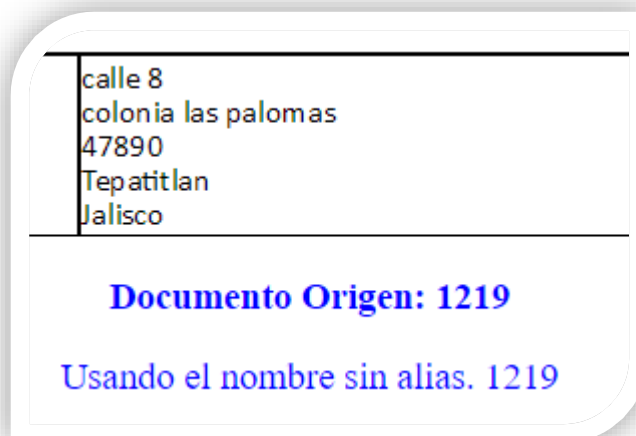 calle 8
colonia las palomas
47890
Tepatitlan
Jalisco
Documento Origen: 1219
Usando el nombre sin alias. 1219